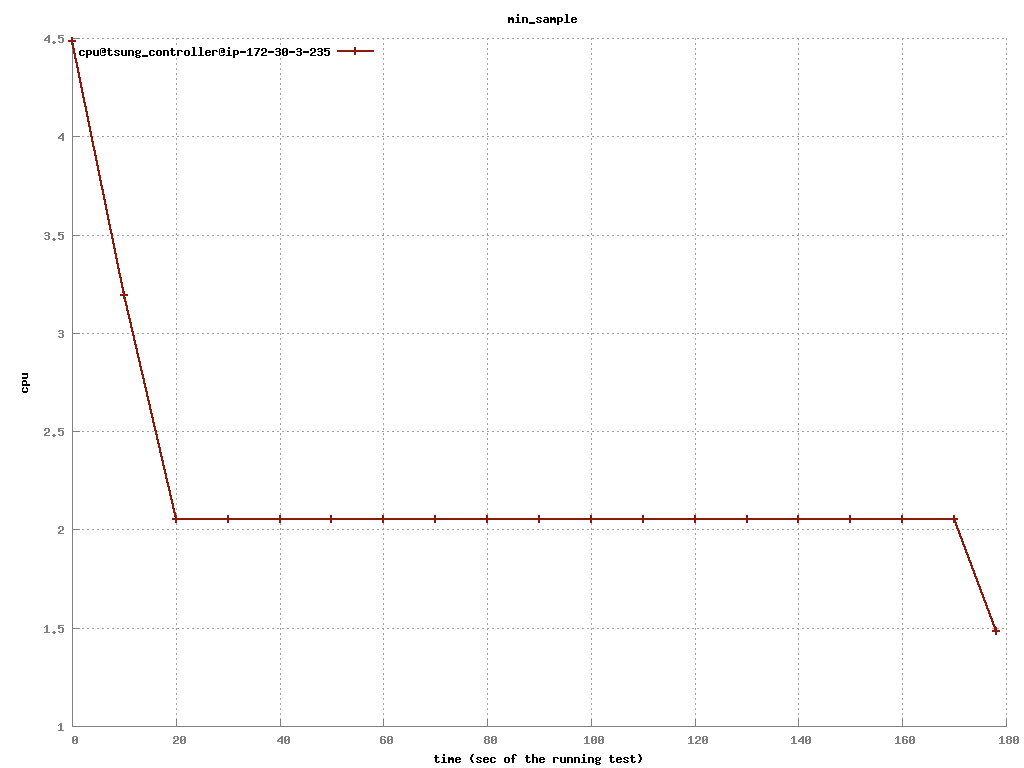 min_sample
4.5
cpu@tsung_controller@ip-172-30-3-235
4
3.5
3
cpu
2.5
2
1.5
1
0 20 40 60 80 100 120 140 160 180
time (sec of the running test)